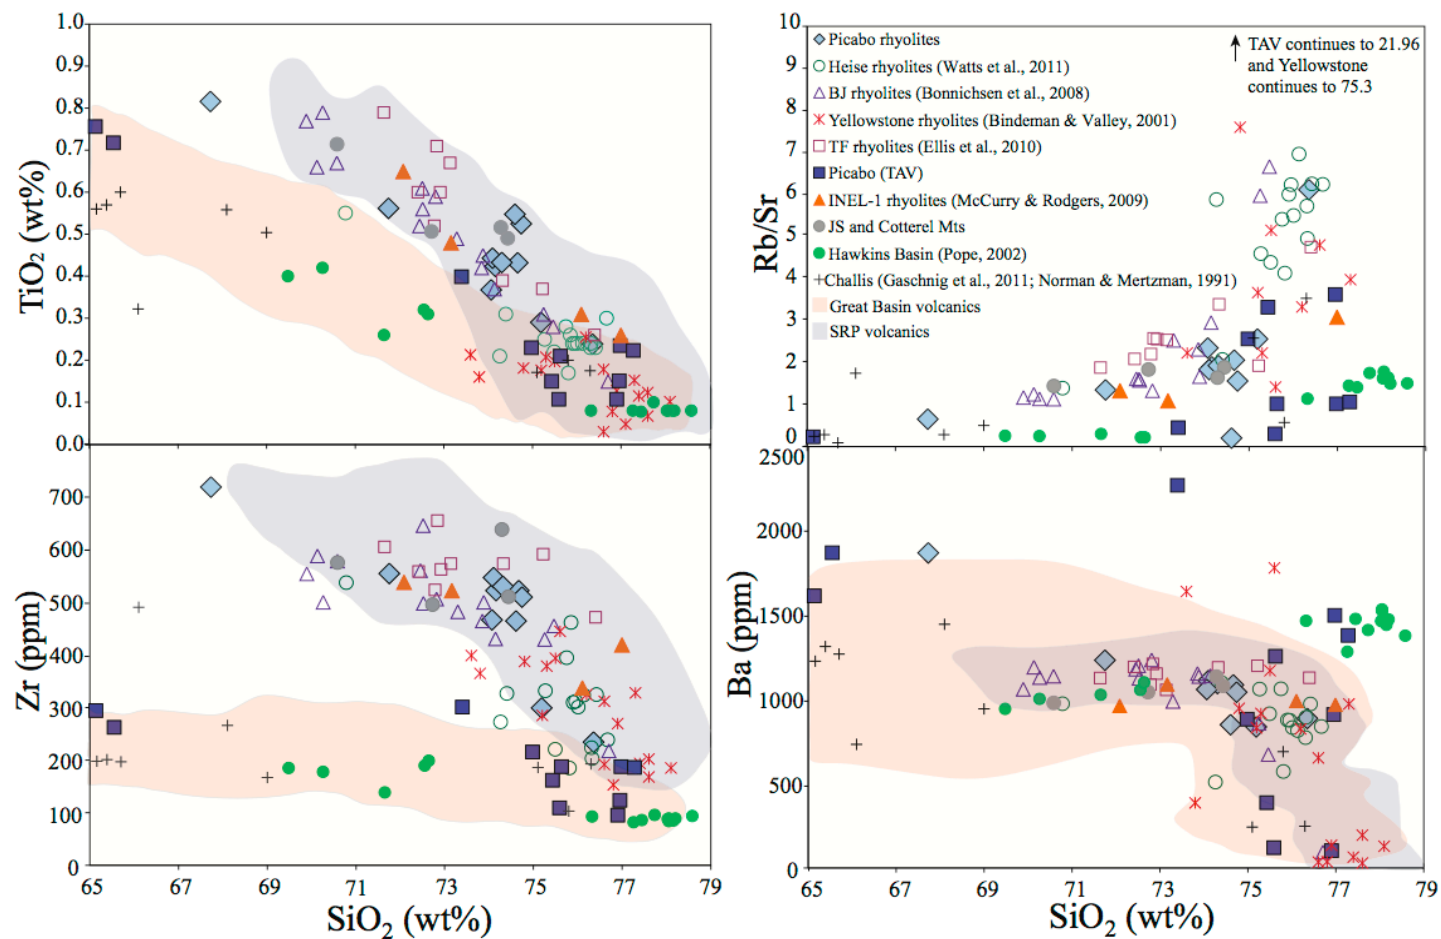 1.0
0.9
0.8
0.7
0.6
0.5
0.4
0.3
0.2
0.1
0.0
TiO2 (wt%)
10
9
8
7
6
5
4
3
2
1
0
Rb/Sr
Picabo rhyolites
Heise rhyolites (Watts et al., 2011)
BJ rhyolites (Bonnichsen et al., 2008)
Yellowstone rhyolites (Bindeman & Valley, 2001)
TF rhyolites (Ellis et al., 2010)
Picabo (TAV)
INEL-1 rhyolites (McCurry & Rodgers, 2009)
JS and Cotterel Mts
Hawkins Basin (Pope, 2002)
Challis (Gaschnig et al., 2011; Norman & Mertzman, 1991)
Great Basin volcanics
SRP volcanics
TAV continues to 21.96
and Yellowstone
continues to 75.3
700
600
500
400
300
200
100
0
Zr (ppm)
65 67 69 71 73 75 77 79
SiO2 (wt%)
2500
2000
1500
1000
500
0
Ba (ppm)
65 67 69 71 73 75 77 79
SiO2 (wt%)